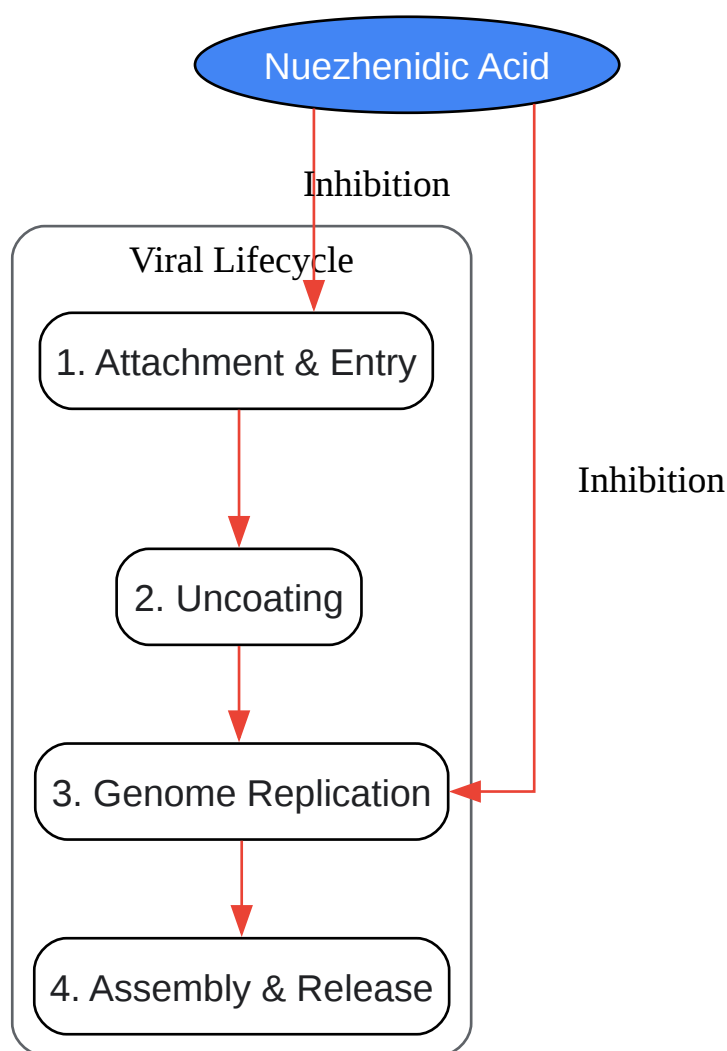 Nuezhenidic Acid
Inhibition
Viral Lifecycle
1. Attachment & Entry
Inhibition
2. Uncoating
3. Genome Replication
4. Assembly & Release